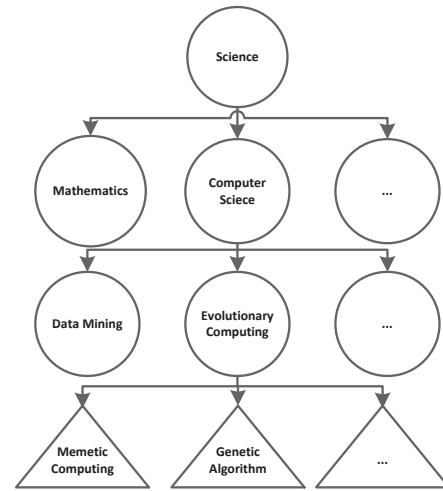 Science
Mathematics
Computer
Sciece
...
Data Mining
Evolutionary
Computing
...
Memetic
Computing
Genetic
Algorithm
...